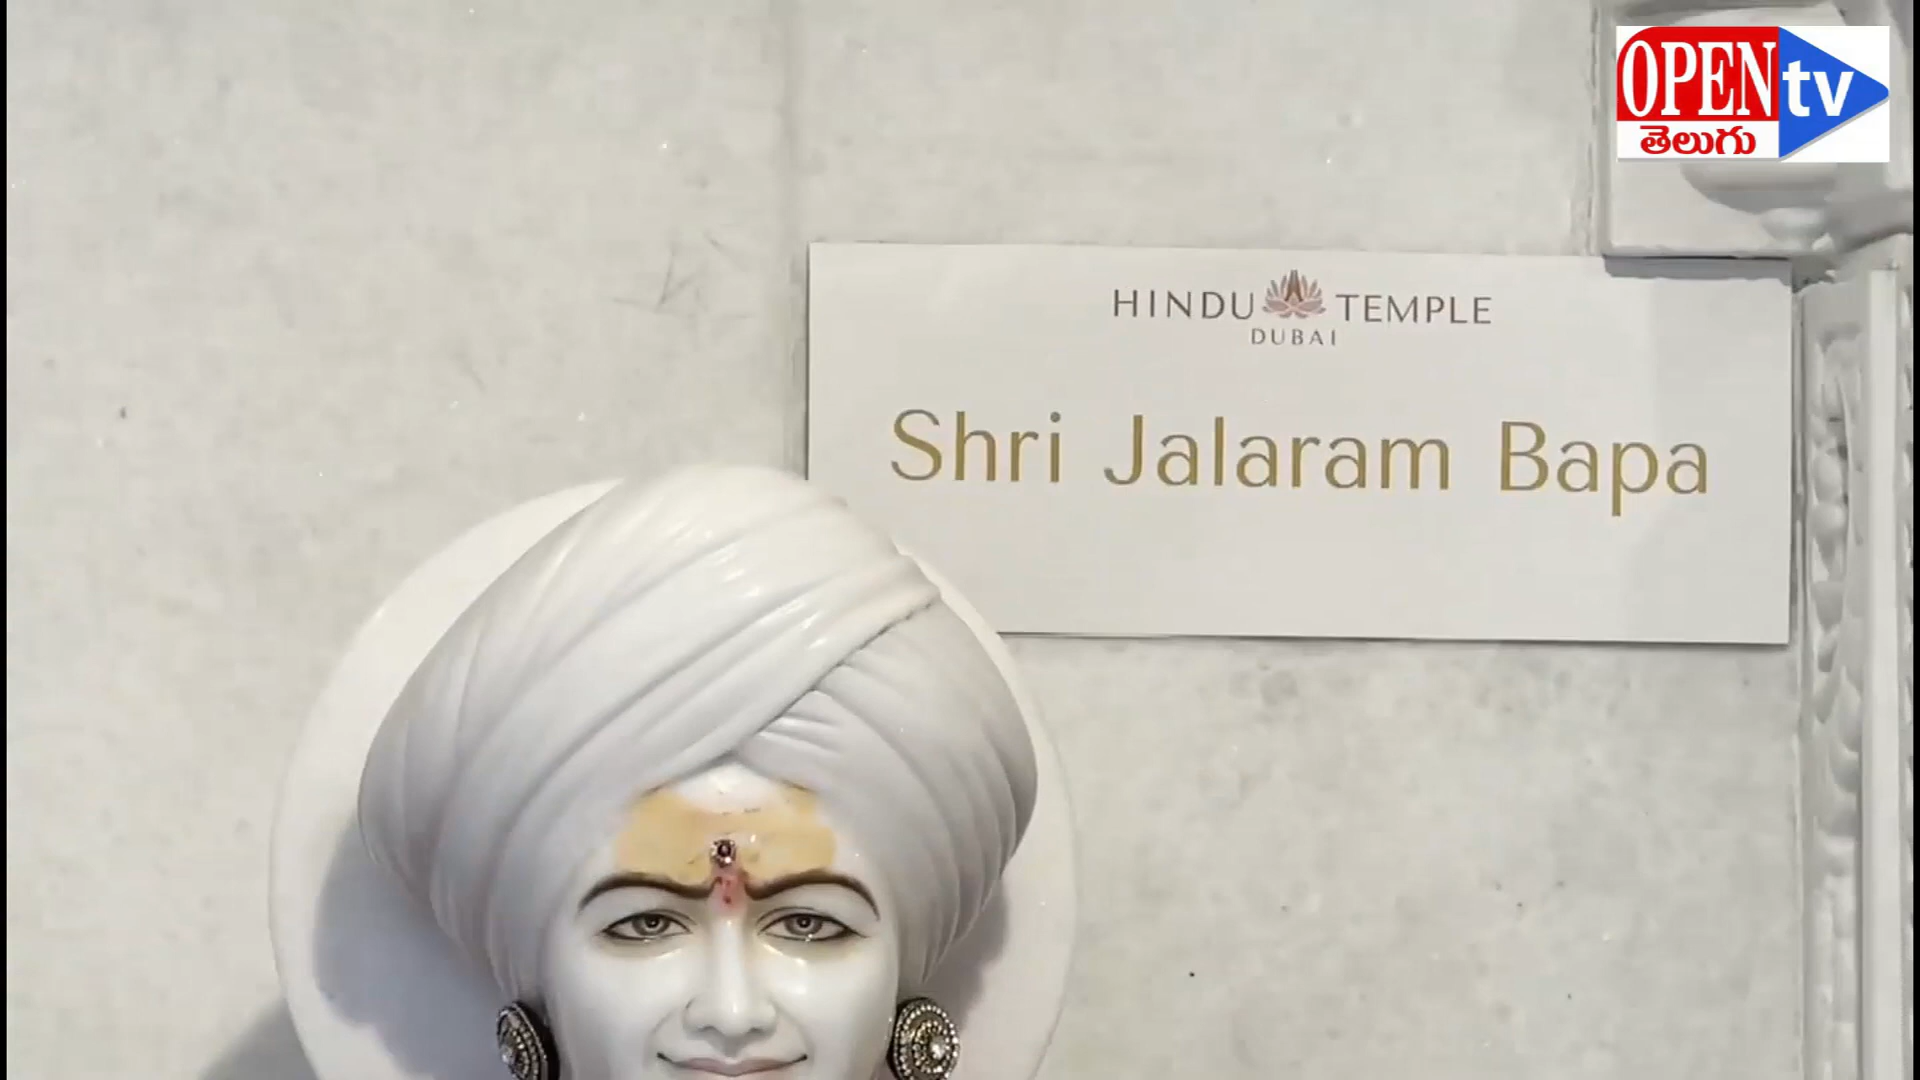 OPEN tv
తెలుగు
HINDU TEMPLE
DUBAI
Shri Jalaram Bapa